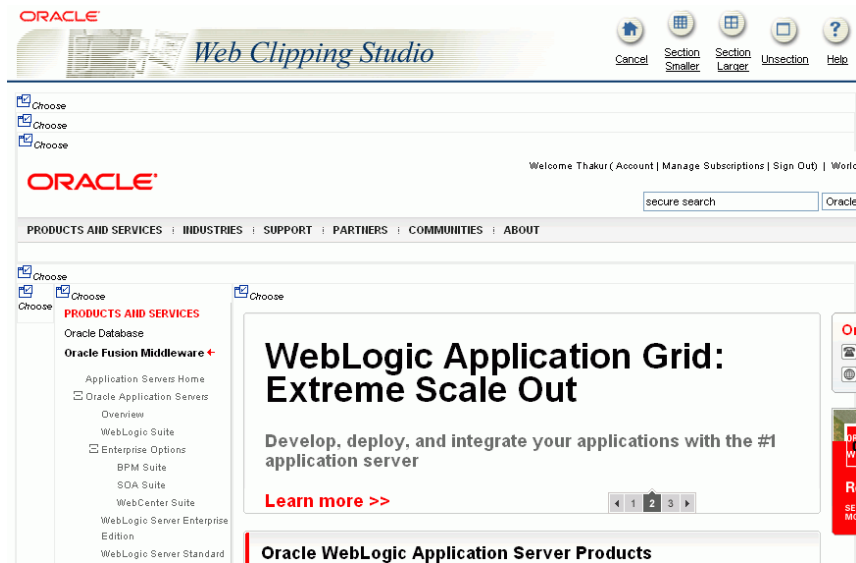 ORACLE
Web Clipping Studio
Cancel
Section Smaller
Section Larger
Unsection
Help
Choose
Choose
Choose
Welcome Thakur ( Account | Manage Subscriptions | Sign Out) |
ORACLE
secure search
Oracle
PRODUCTS AND SERVICES
INDUSTRIES
SUPPORT
PARTNERS
COMMUNITIES
ABOUT
Choose
Choose
Choose
Choose
PRODUCTS AND SERVICES
Oracle Database
Oracle Fusion Middleware
Application Servers Home
Oracle Application Servers
Overview
WebLogic Suite
Enterprise Options
BPM Suite
SOA Suite
WebCenter Suite
WebLogic Server Enterprise
Edition
WebLogic Server Standard
WebLogic Application Grid:
Extreme Scale Out
Develop, deploy, and integrate your applications with the #1
application server
Learn more >>
1 2 3
Oracle WebLogic Application Server Products